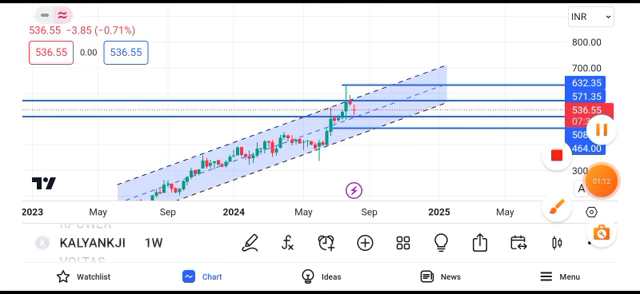 INR
536.55 −3.85 (−0.71%)
536.55 0.00 536.55
800.00
700.00
632.35
571.35
536.55
464.00
01:12
2023 May Sep 2024 May Sep 2025 May
KALYANKJI 1W
VOLTAS
Watchlist Chart Ideas News Menu